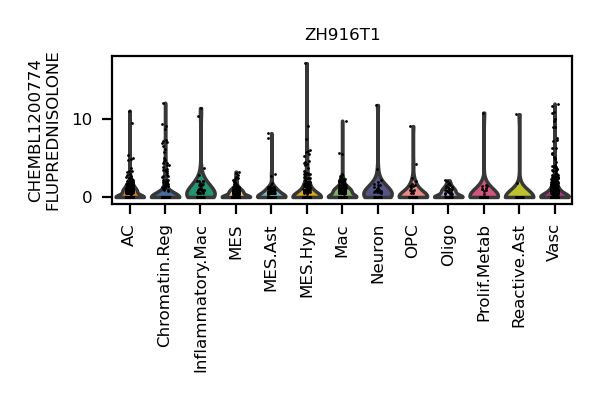 ZH916T1
CHEMBL1200774
FLUPREDNISOLONE
10
0
AC
Chromatin.Reg
Inflammatory.Mac
MES
MES.Ast
MES.Hyp
Mac
Neuron
OPC
Oligo
Prolif.Metab
Reactive.Ast
Vasc